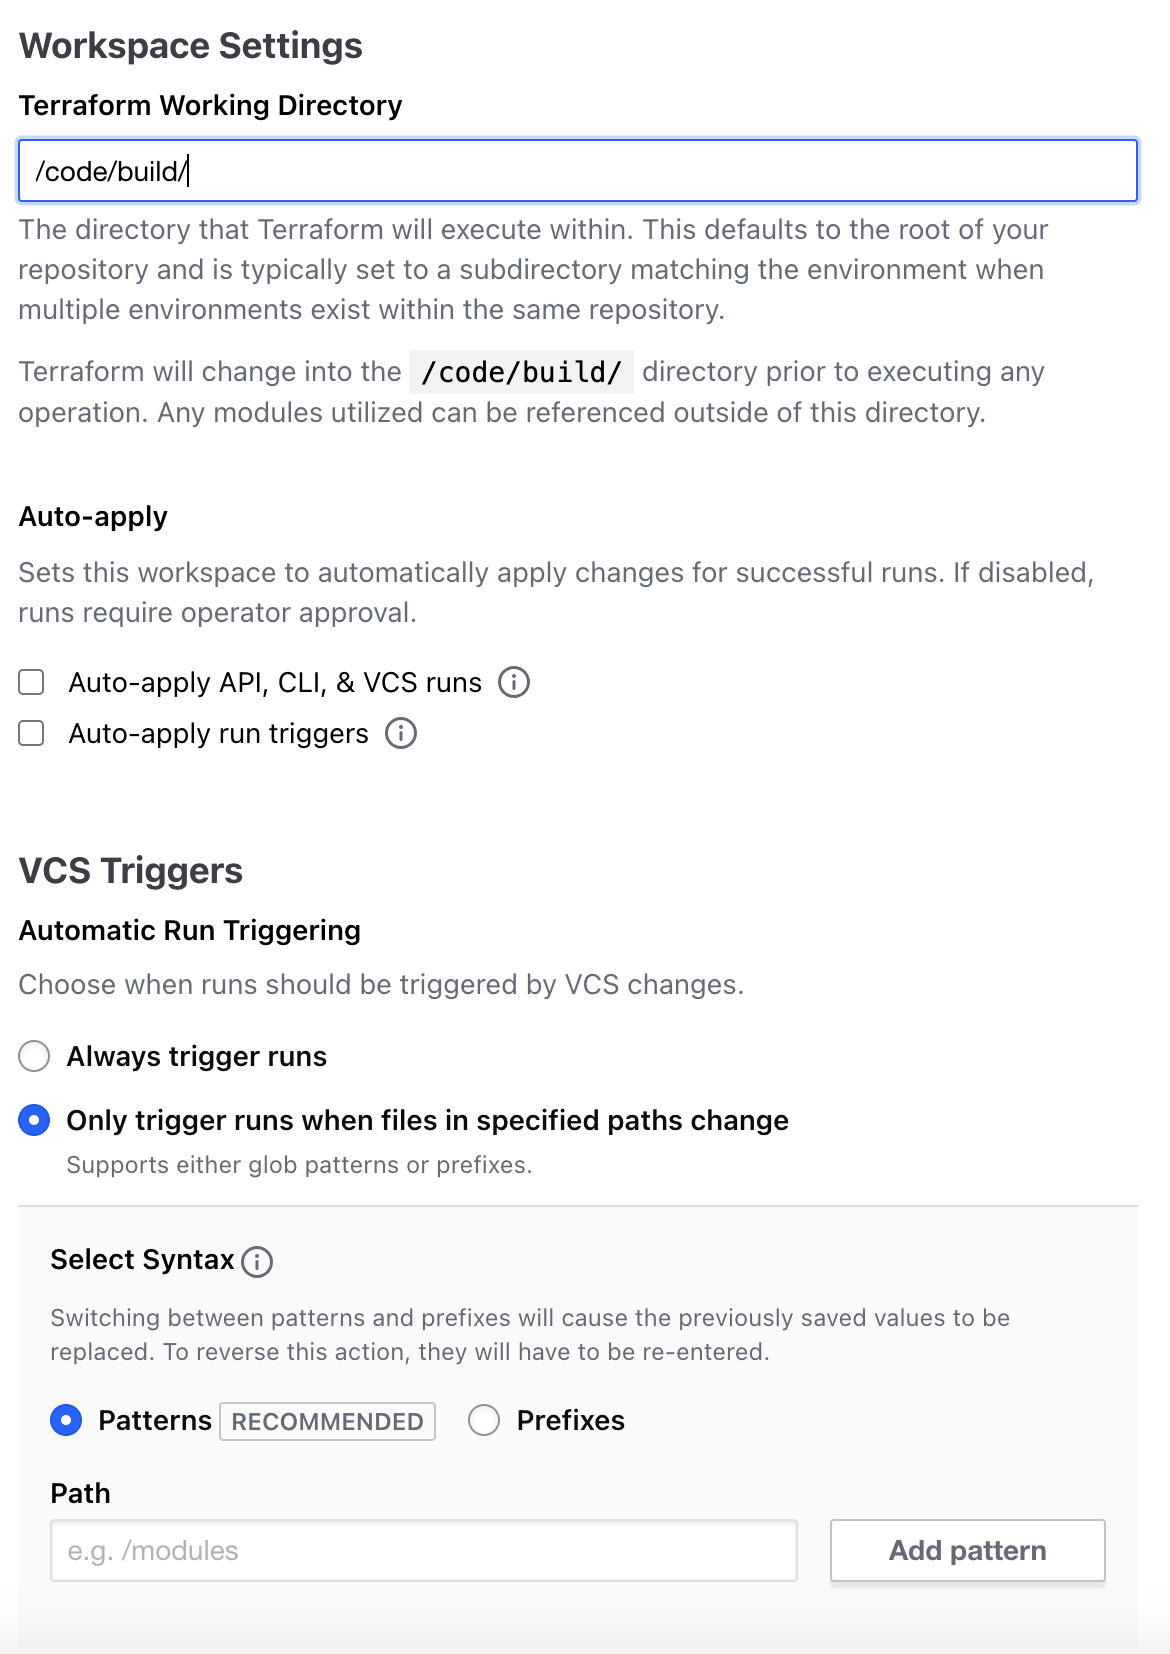 Workspace Settings
Terraform Working Directory
/code/build/
The directory that Terraform will execute within. This defaults to the root of your
repository and is typically set to a subdirectory matching the environment when
multiple environments exist within the same repository.
Terraform will change into the /code/build/ directory prior to executing any
operation. Any modules utilized can be referenced outside of this directory.
Auto-apply
Sets this workspace to automatically apply changes for successful runs. If disabled,
runs require operator approval.
Auto-apply API, CLI, & VCS runs
Auto-apply run triggers
VCS Triggers
Automatic Run Triggering
Choose when runs should be triggered by VCS changes.
Always trigger runs
Only trigger runs when files in specified paths change
Supports either glob patterns or prefixes.
Select Syntax
Switching between patterns and prefixes will cause the previously saved values to be
replaced. To reverse this action, they will have to be re-entered.
Patterns RECOMMENDED Prefixes
Path
e.g. /modules Add pattern